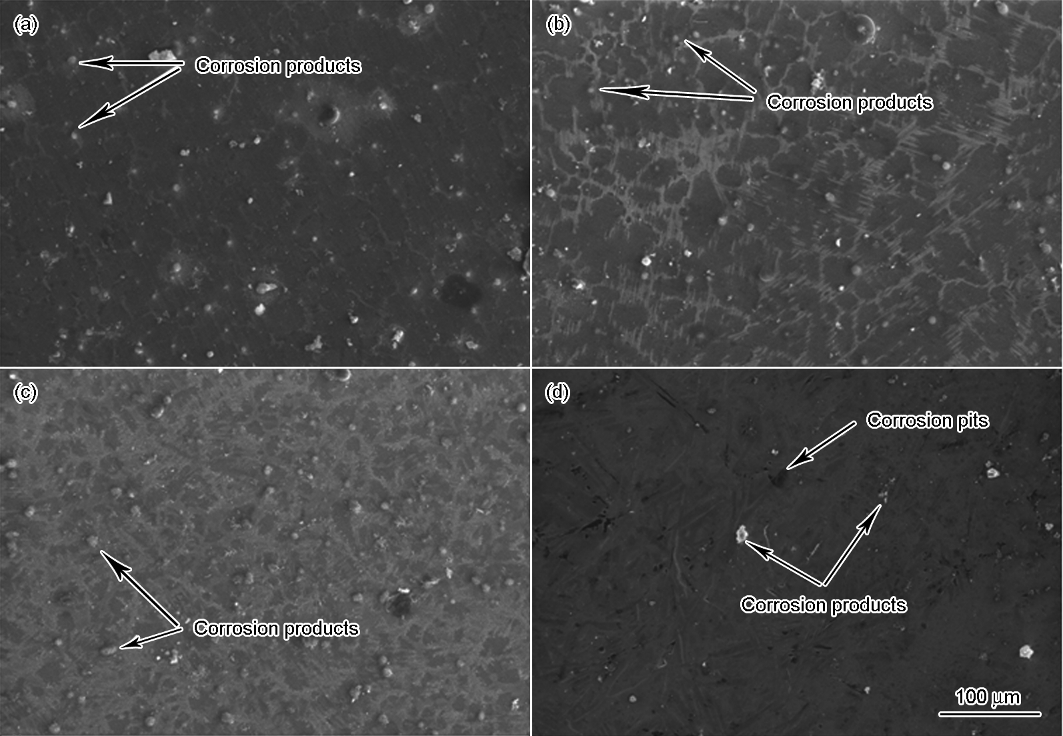 (a)
Corrosion products
(b)
Corrosion products
(c)
Corrosion products
(d)
Corrosion pits
Corrosion products
100 μm